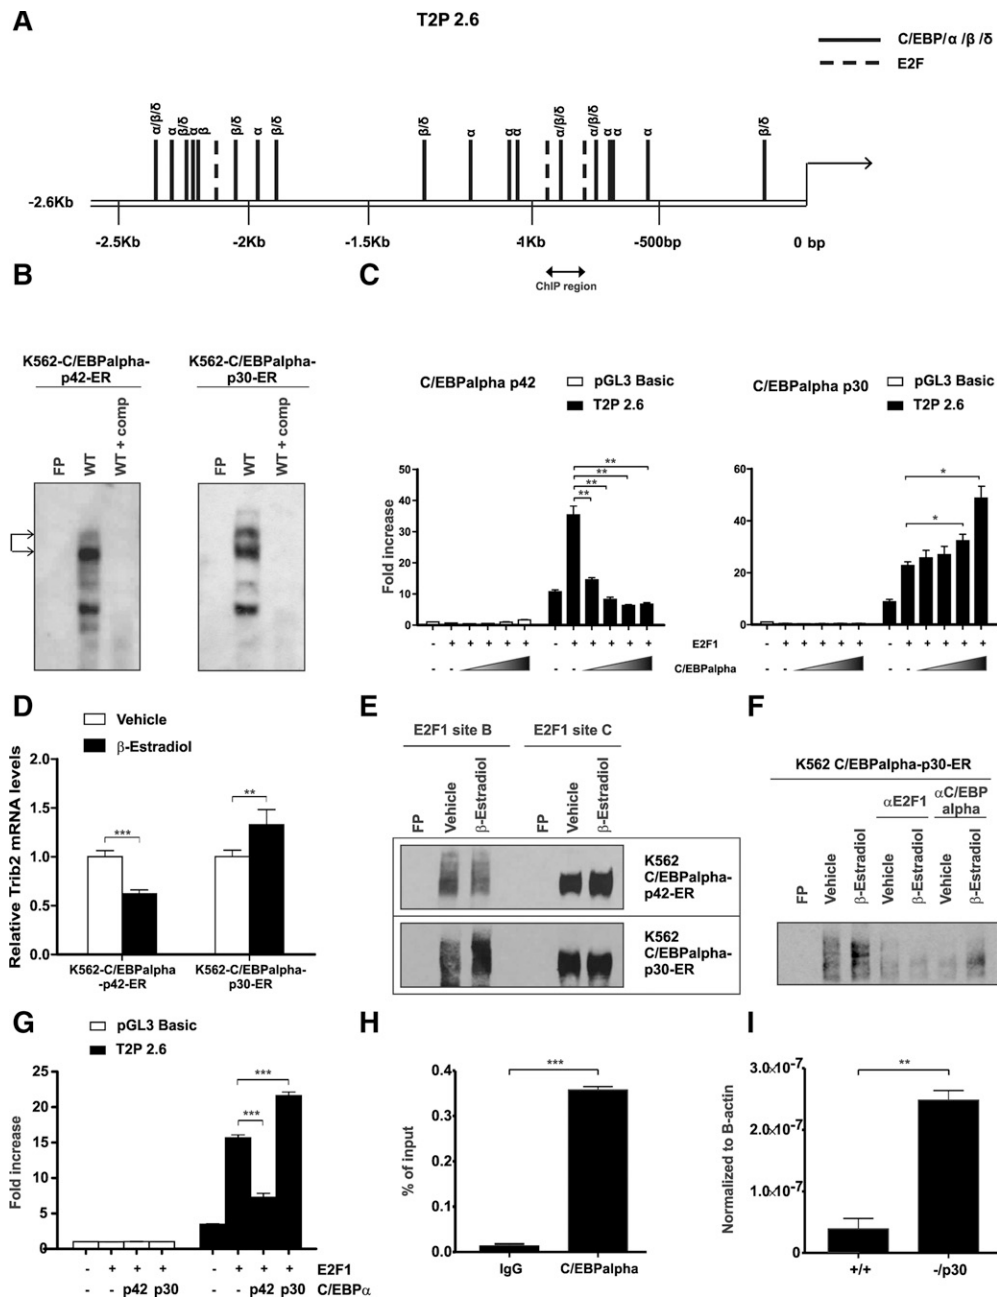 A
T2P 2.6
C/EBP/α /β /δ
E2F
α/β/δ
α
β/δ
α
β
β/δ
α
β/δ
β/δ
α
α
α
α/β/δ
α/β/δ
α
α
α
β/δ
-2.6Kb
-2.5Kb
-2Kb
-1.5Kb
-1Kb
-500bp
0 bp
ChIP region
B
K562-C/EBPalpha-
p42-ER
K562-C/EBPalpha-
p30-ER
FP
WT
WT + comp
FP
WT
WT + comp
C
C/EBPalpha p42
pGL3 Basic
T2P 2.6
C/EBPalpha p30
pGL3 Basic
T2P 2.6
Fold increase
50
40
30
20
10
0
**
**
**
**
60
40
20
0
*
*
- + + + + + - + + + + +
E2F1
- + + + + + - + + + + +
- - - -
C/EBPalpha
- - - -
D
Vehicle
β-Estradiol
Relative Trib2 mRNA levels
2.0
1.5
1.0
0.5
0.0
***
**
K562-C/EBPalpha
-p42-ER
K562-C/EBPalpha-
p30-ER
E
E2F1 site B
E2F1 site C
FP
Vehicle
β-Estradiol
FP
Vehicle
β-Estradiol
K562
C/EBPalpha-
p42-ER
K562
C/EBPalpha-
p30-ER
F
K562 C/EBPalpha-p30-ER
αE2F1
αC/EBP
alpha
FP
Vehicle
β-Estradiol
Vehicle
β-Estradiol
Vehicle
β-Estradiol
G
pGL3 Basic
T2P 2.6
Fold increase
25
20
15
10
5
0
***
***
- + + + - + + + E2F1
- - p42 p30 - - p42 p30 C/EBPα
H
% of input
0.4
0.3
0.2
0.1
0.0
***
IgG
C/EBPalpha
I
Normalized to B-actin
3.0×10-7
2.0×10-7
1.0×10-7
0
**
+/+
-/p30